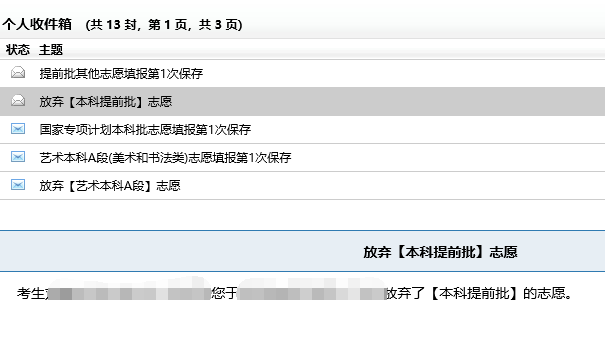 个人收件箱 (共 13 封, 第 1 页, 共 3 页)
状态 主题
提前批其他志愿填报第1次保存
放弃【本科提前批】志愿
国家专项计划本科批志愿填报第1次保存
艺术本科A段(美术和书法类)志愿填报第1次保存
放弃【艺术本科A段】志愿
放弃【本科提前批】志愿
考生 您于 放弃了【本科提前批】的志愿。